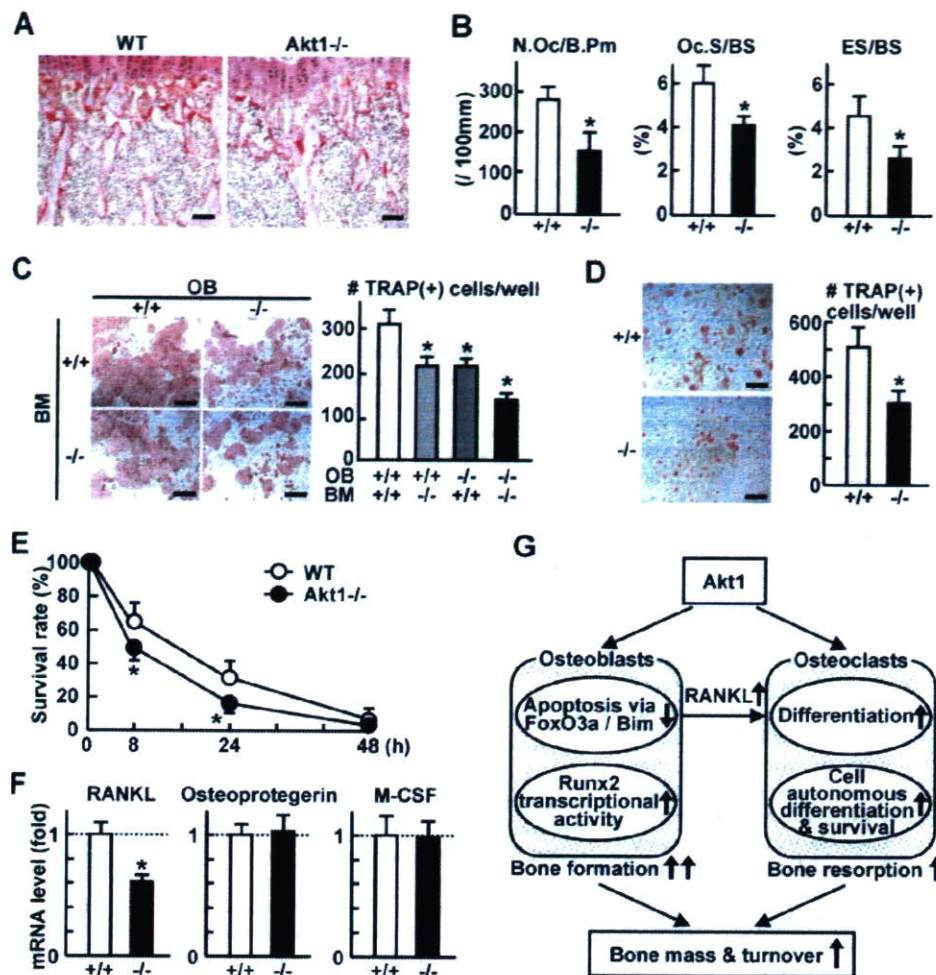 A
WT
Akt1-/-
B
N.Oc/B.Pm
Oc.S/BS
ES/BS
(/ 100mm)
300
200
100
0
+/+
-/-
*
(%)
6
4
2
0
+/+
-/-
*
(%)
6
4
2
0
+/+
-/-
*
C
OB
+/+
-/-
BM
+/+
-/-
# TRAP(+) cells/well
300
200
100
0
*
*
*
OB +/+ +/+ -/- -/-
BM +/+ -/- +/+ -/-
D
+/+
-/-
# TRAP(+)
cells/well
600
400
200
0
*
+/+
-/-
E
Survival rate (%)
100
80
60
40
20
0
0
8
24
48 (h)
WT
Akt1-/-
*
*
F
RANKL
Osteoprotegerin
M-CSF
mRNA level (fold)
1
*
+/+
-/-
1
+/+
-/-
1
+/+
-/-
G
Akt1
Osteoblasts
Apoptosis via ↓
FoxO3a / Bim
Runx2
transcriptional ↑
activity
Bone formation ↑↑
RANKL↑
Osteoclasts
Differentiation↑
Cell
autonomous
differentiation ↑
& survival
Bone resorption ↑
Bone mass & turnover ↑